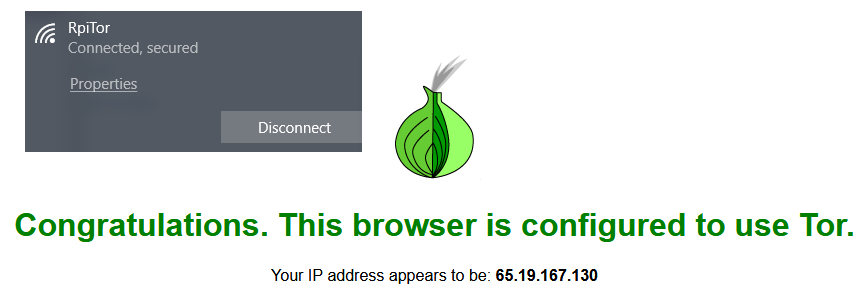 RpiTor
Connected, secured
Properties
Disconnect
Congratulations. This browser is configured to use Tor.
Your IP address appears to be: 65.19.167.130